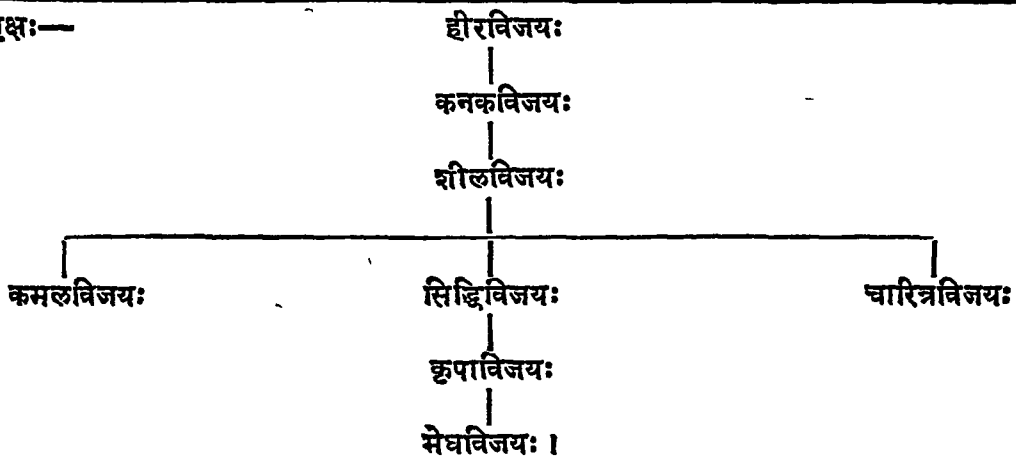 क्षः— हीरविजयः
कनकविजयः
शीलविजयः
कमलविजयः सिद्धिविजयः चारित्रविजयः
कृपाविजयः
मेघविजयः ।